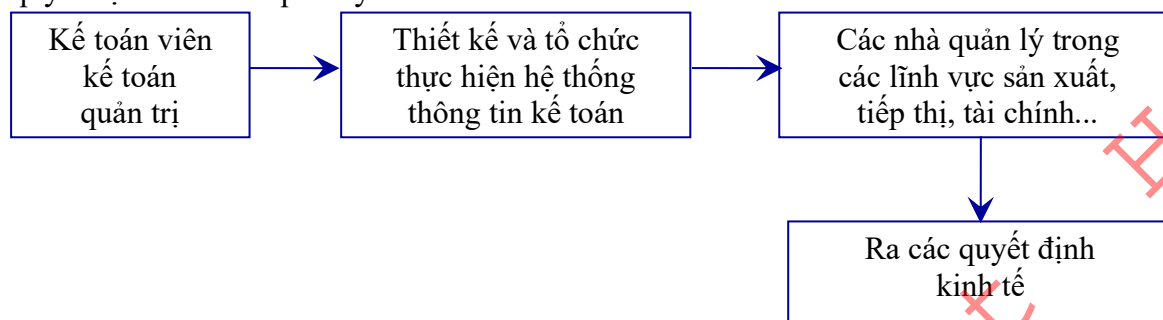 Kế toán viên
kế toán
quản trị
Thiết kế và tổ chức
thực hiện hệ thống
thông tin kế toán
Các nhà quản lý trong
các lĩnh vực sản xuất,
tiếp thị, tài chính...
Ra các quyết định
kinh tế
H